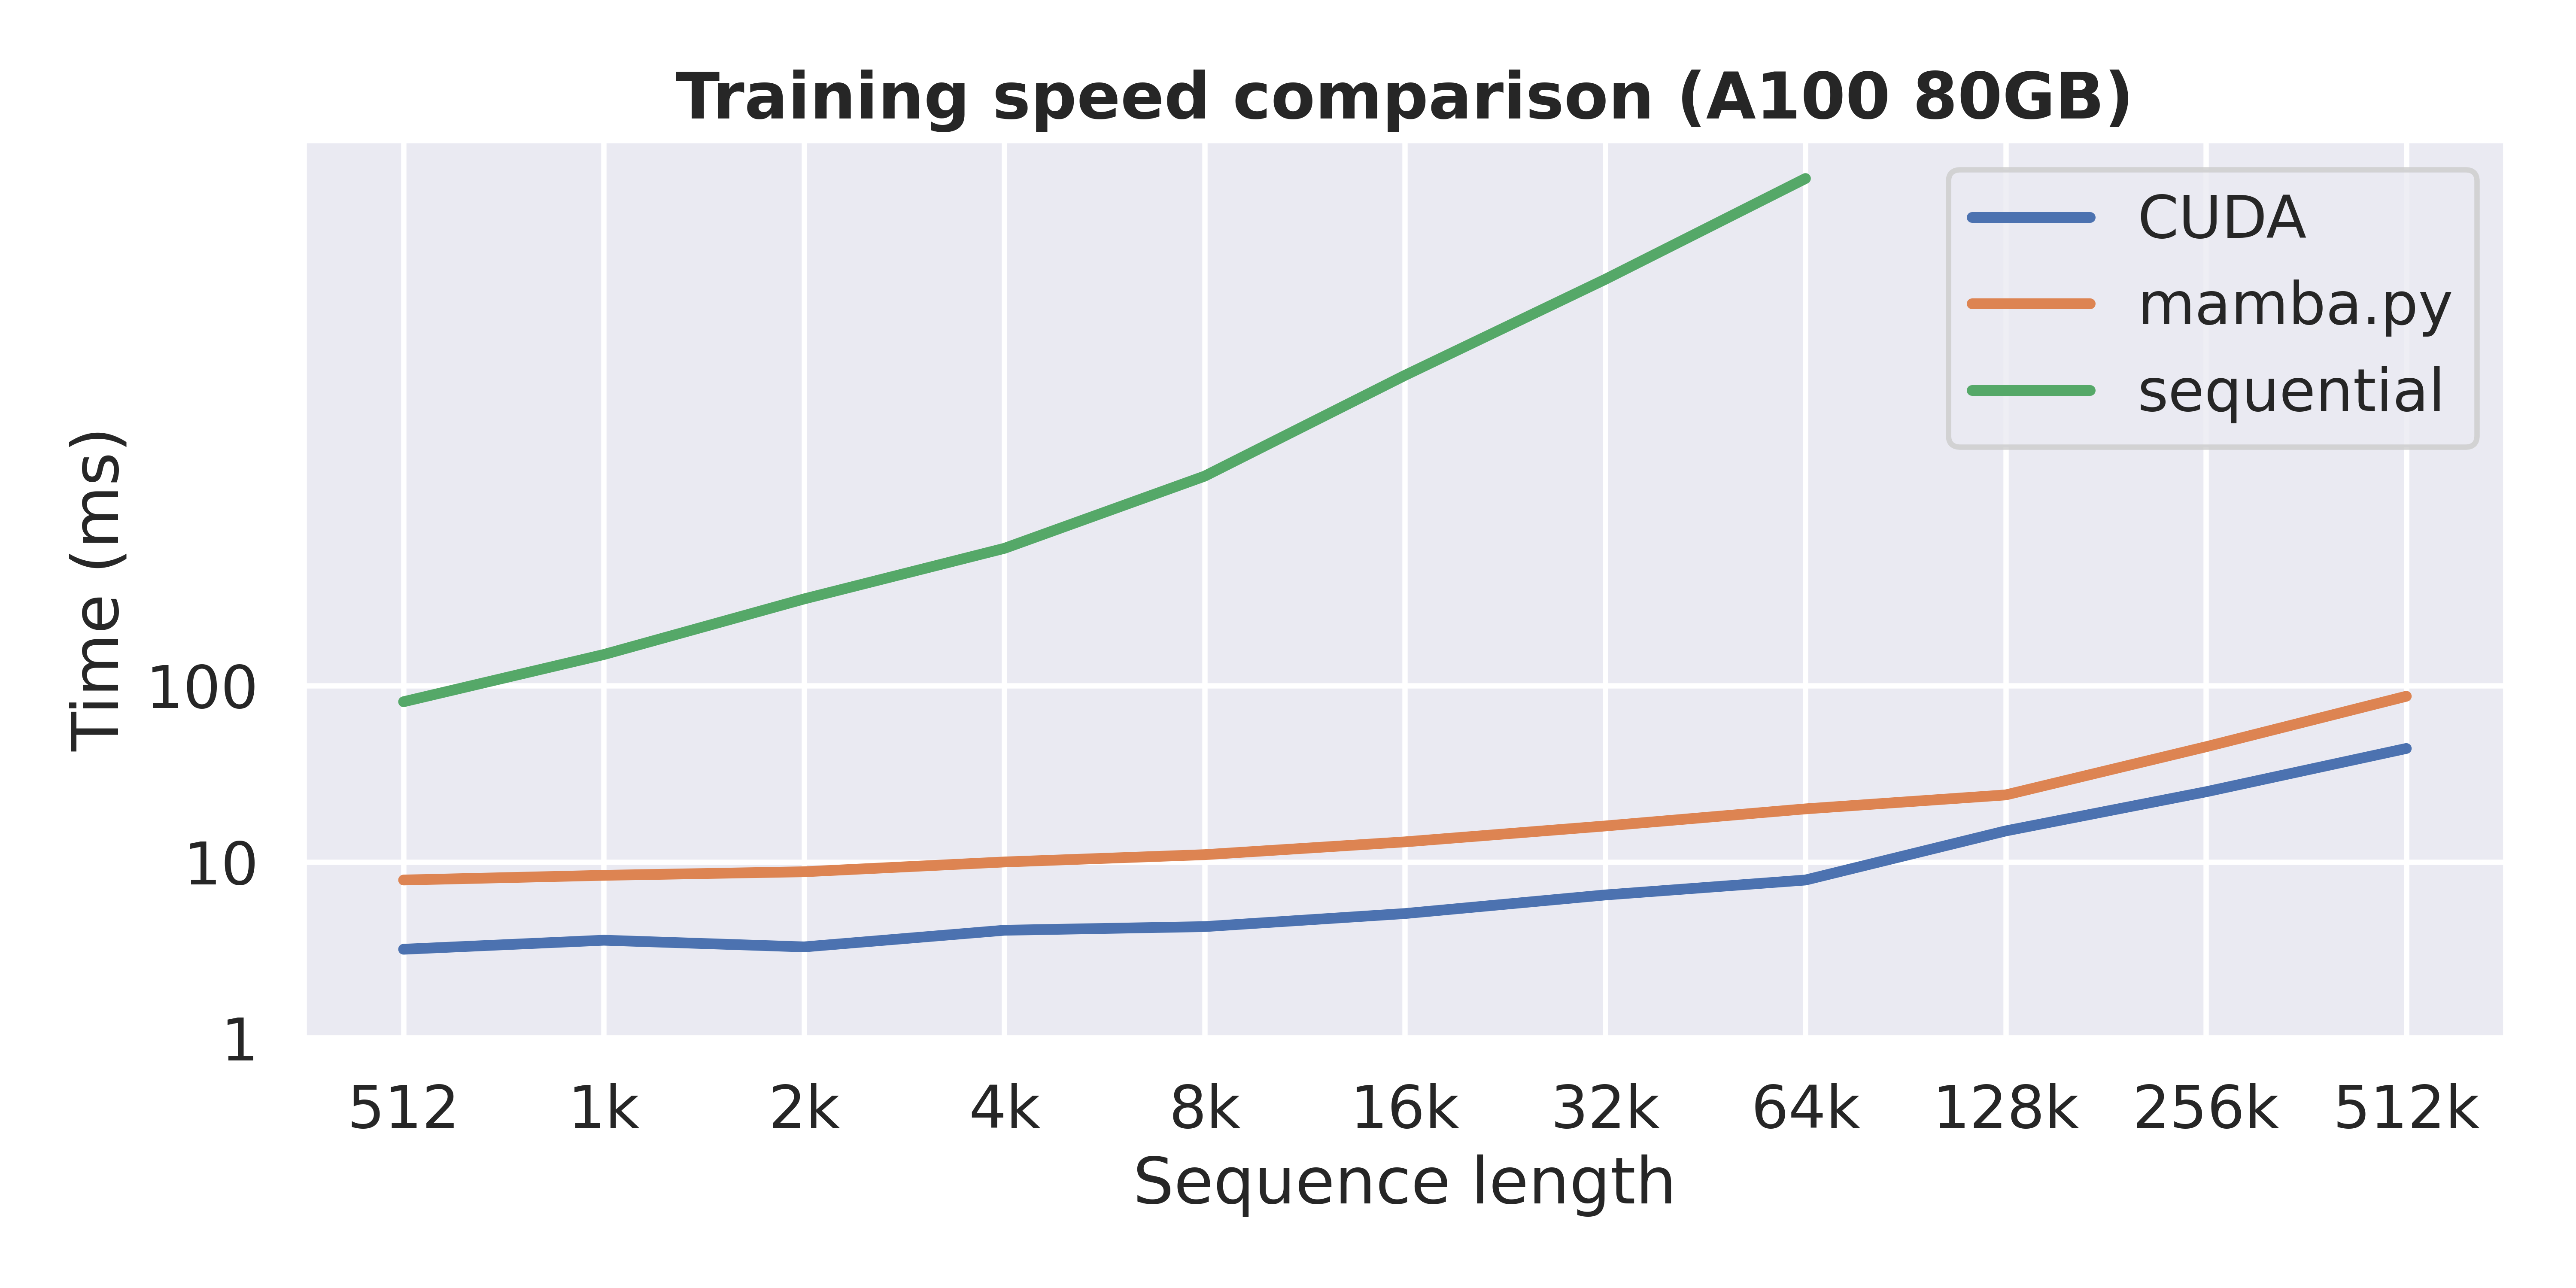 Training speed comparison (A100 80GB)
CUDA
mamba.py
sequential
Time (ms)
100
10
1
512 1k 2k 4k 8k 16k 32k 64k 128k 256k 512k
Sequence length